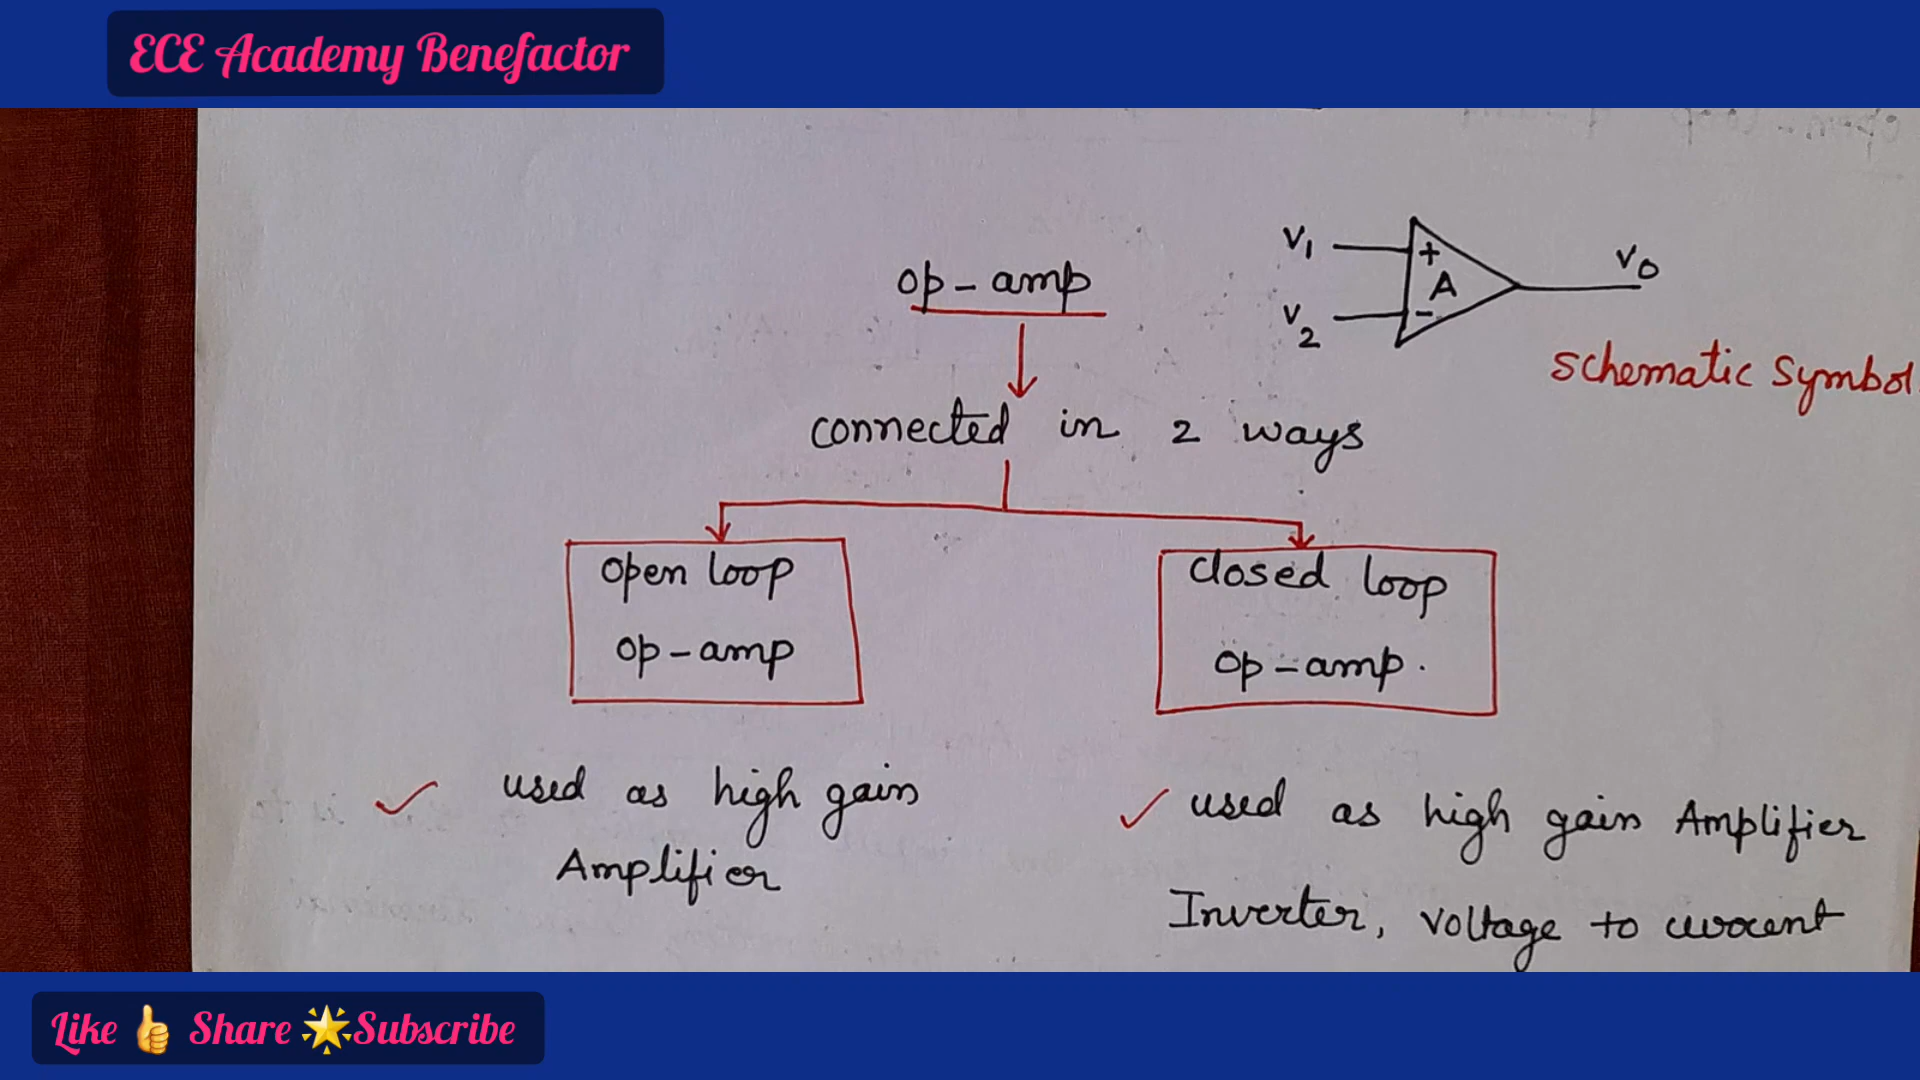 ECE Academy Benefactor
op-amp
V1
+
A
V2
-
Vo
Schematic Symbol
connected in 2 ways
open loop
op-amp
closed loop
op-amp.
used as high gain
Amplifier
used as high gain Amplifier
Inverter, voltage to current
Like 👍 Share 🌟Subscribe